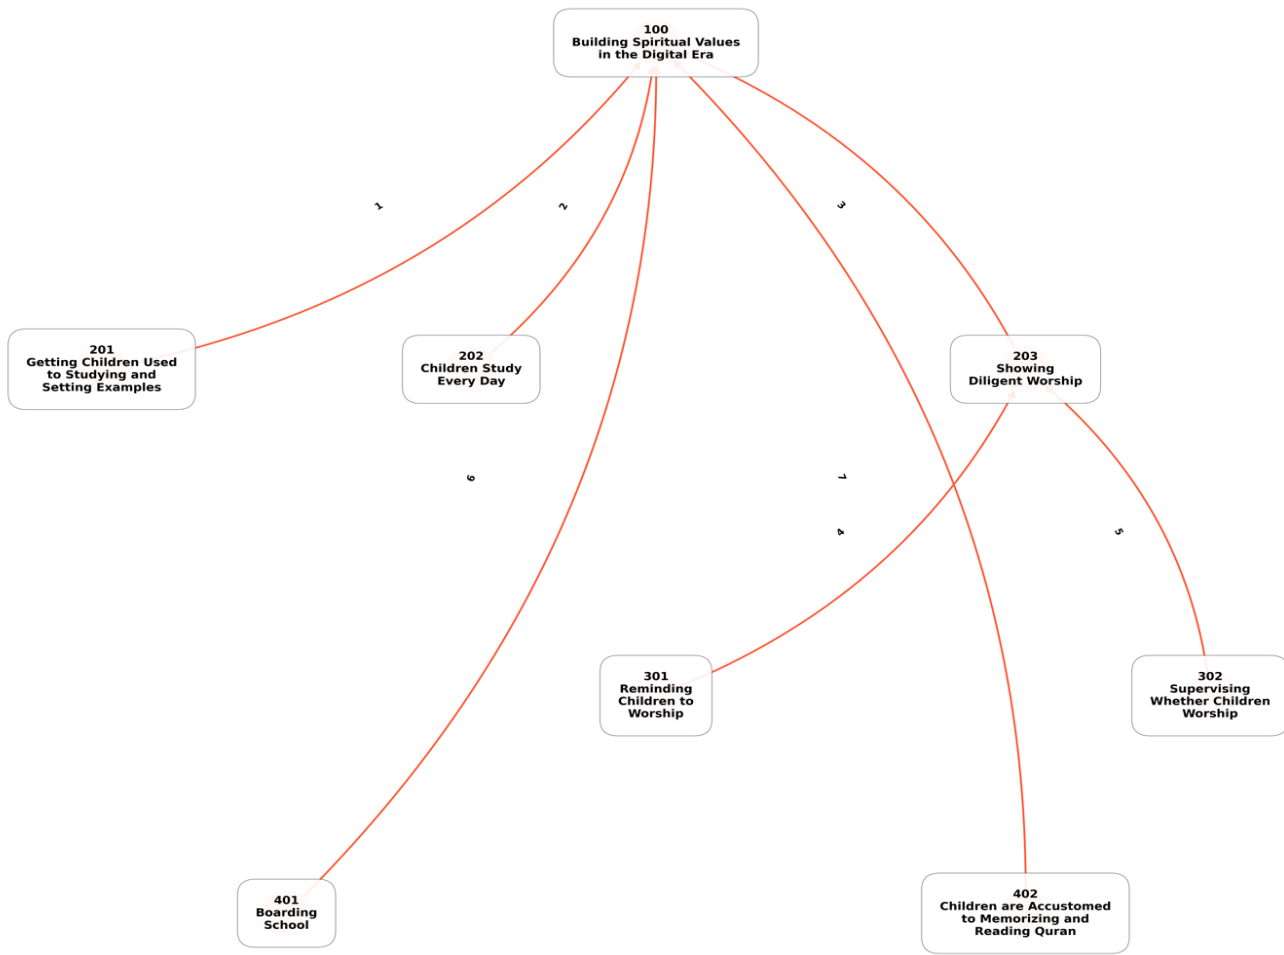 100
Building Spiritual Values
in the Digital Era
1
2
3
201
Getting Children Used
to Studying and
Setting Examples
202
Children Study
Every Day
203
Showing
Diligent Worship
6
7
4
5
301
Reminding
Children to
Worship
302
Supervising
Whether Children
Worship
401
Boarding
School
402
Children are Accustomed
to Memorizing and
Reading Quran